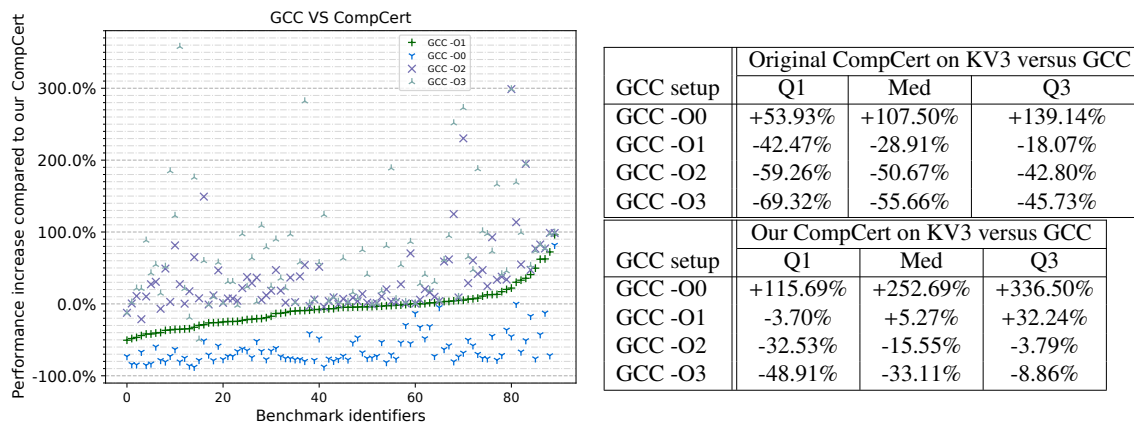 GCC VS CompCert
Performance increase compared to our CompCert
300.0%
200.0%
100.0%
0.0%
-100.0%
0 20 40 60 80
Benchmark identifiers
GCC -O1
GCC -O0
GCC -O2
GCC -O3
Original CompCert on KV3 versus GCC
GCC setup Q1 Med Q3
GCC -O0 +53.93% +107.50% +139.14%
GCC -O1 -42.47% -28.91% -18.07%
GCC -O2 -59.26% -50.67% -42.80%
GCC -O3 -69.32% -55.66% -45.73%
Our CompCert on KV3 versus GCC
GCC setup Q1 Med Q3
GCC -O0 +115.69% +252.69% +336.50%
GCC -O1 -3.70% +5.27% +32.24%
GCC -O2 -32.53% -15.55% -3.79%
GCC -O3 -48.91% -33.11% -8.86%